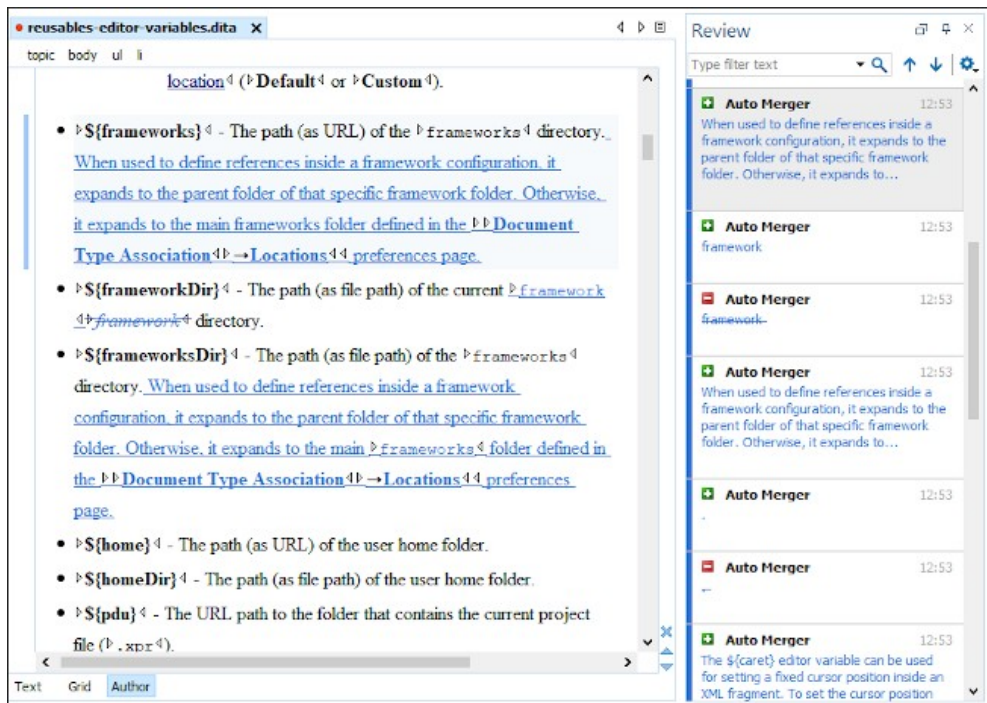 reusables-editor-variables.dita X
topic body ul li
location (Default or Custom).
• ${frameworks} - The path (as URL) of the frameworks directory.
When used to define references inside a framework configuration, it
expands to the parent folder of that specific framework folder. Otherwise,
it expands to the main frameworks folder defined in the Document
Type Association → Locations preferences page.
• ${frameworkDir} - The path (as file path) of the current framework
framework directory.
• ${frameworksDir} - The path (as file path) of the frameworks
directory. When used to define references inside a framework
configuration, it expands to the parent folder of that specific framework
folder. Otherwise, it expands to the main frameworks folder defined in
the Document Type Association → Locations preferences
page.
• ${home} - The path (as URL) of the user home folder.
• ${homeDir} - The path (as file path) of the user home folder.
• ${pdu} - The URL path to the folder that contains the current project
file (.xpr).
Text Grid Author
Review
Type filter text
Auto Merger 12:53
When used to define references inside a
framework configuration, it expands to the
parent folder of that specific framework
folder. Otherwise, it expands to...
Auto Merger 12:53
framework
Auto Merger 12:53
framework
Auto Merger 12:53
When used to define references inside a
framework configuration, it expands to the
parent folder of that specific framework
folder. Otherwise, it expands to...
Auto Merger 12:53
.
Auto Merger 12:53
Auto Merger 12:53
The ${caret} editor variable can be used
for setting a fixed cursor position inside an
XML fragment. To set the cursor position